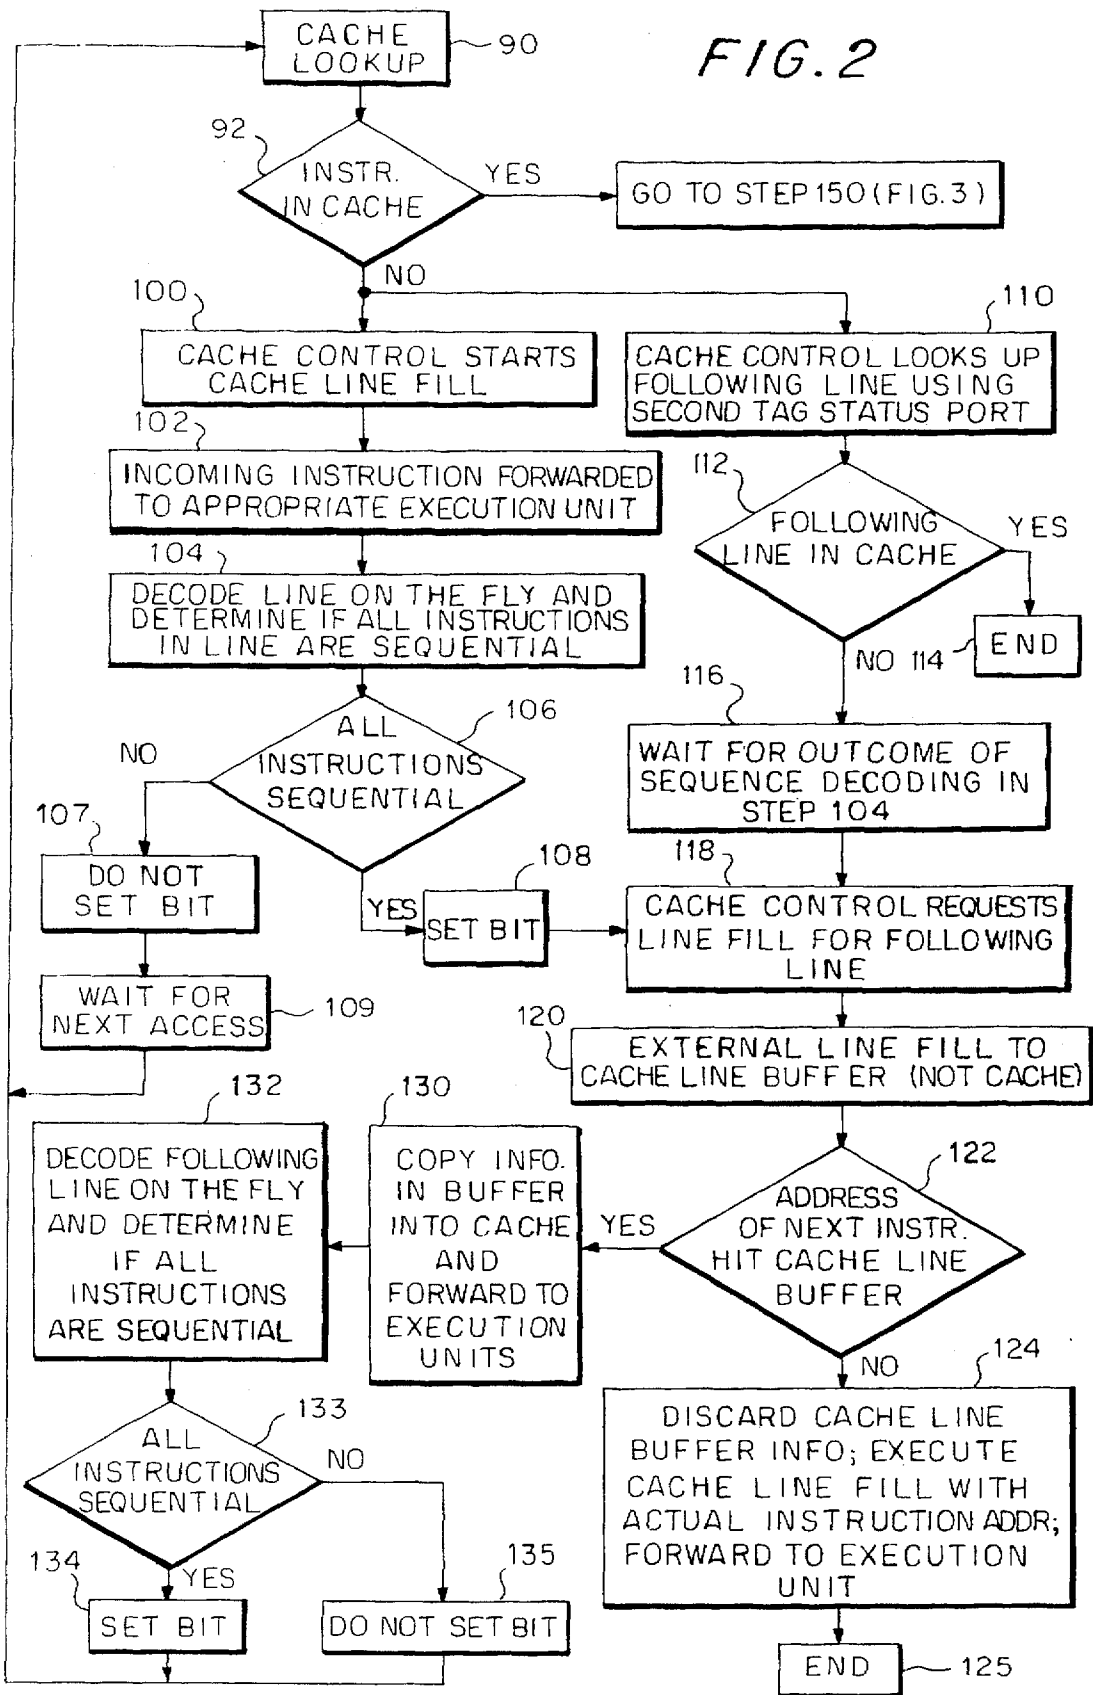 CACHE
LOOKUP
90
FIG. 2
92
INSTR.
IN CACHE
YES
GO TO STEP 150 (FIG. 3)
NO
100
CACHE CONTROL STARTS
CACHE LINE FILL
110
CACHE CONTROL LOOKS UP
FOLLOWING LINE USING
SECOND TAG STATUS PORT
102
INCOMING INSTRUCTION FORWARDED
TO APPROPRIATE EXECUTION UNIT
112
FOLLOWING
LINE IN CACHE
YES
104
DECODE LINE ON THE FLY AND
DETERMINE IF ALL INSTRUCTIONS
IN LINE ARE SEQUENTIAL
NO
114
END
106
ALL
INSTRUCTIONS
SEQUENTIAL
NO
116
WAIT FOR OUTCOME OF
SEQUENCE DECODING IN
STEP 104
107
DO NOT
SET BIT
YES
108
SET BIT
118
CACHE CONTROL REQUESTS
LINE FILL FOR FOLLOWING
LINE
WAIT FOR
NEXT ACCESS
109
120
EXTERNAL LINE FILL TO
CACHE LINE BUFFER (NOT CACHE)
132
DECODE FOLLOWING
LINE ON THE FLY
AND DETERMINE
IF ALL
INSTRUCTIONS
ARE SEQUENTIAL
130
COPY INFO.
IN BUFFER
INTO CACHE
AND
FORWARD TO
EXECUTION
UNITS
YES
122
ADDRESS
OF NEXT INSTR.
HIT CACHE LINE
BUFFER
NO
124
DISCARD CACHE LINE
BUFFER INFO; EXECUTE
CACHE LINE FILL WITH
ACTUAL INSTRUCTION ADDR;
FORWARD TO EXECUTION
UNIT
133
ALL
INSTRUCTIONS
SEQUENTIAL
NO
134
YES
SET BIT
135
DO NOT SET BIT
END
125